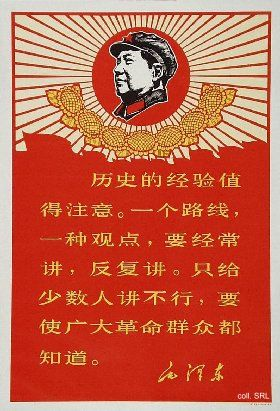 历史的经验值
得注意。一个路线，
一种观点，要经常
讲，反复讲。只给
少数人讲不行，要
使广大革命群众都
知道。
毛泽东
coll. SRL